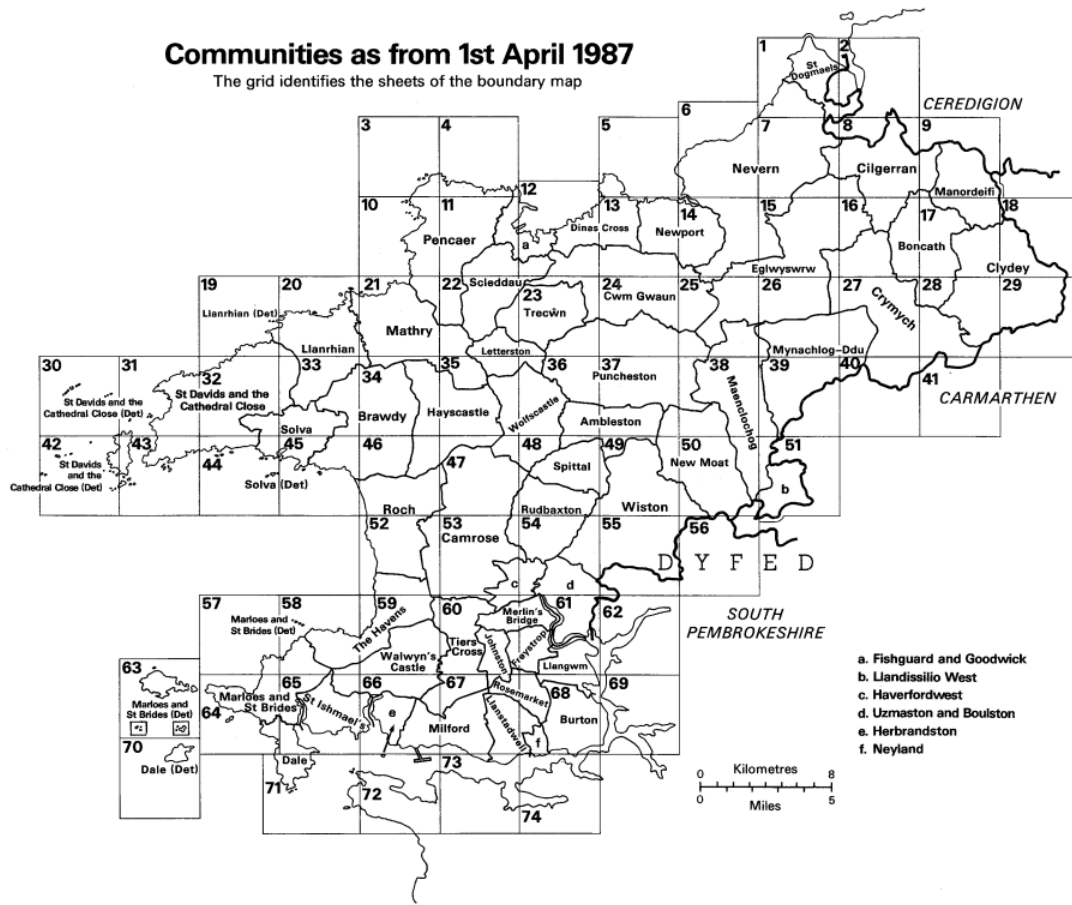 Communities as from 1st April 1987
The grid identifies the sheets of the boundary map
1
2
St
Dogmaels
CEREDIGION
3
4
5
6
7
8
9
Nevern
Cilgerran
Manordeifi
10
11
12
13
14
15
16
17
18
Pencaer
a
Dinas Cross
Newport
Boncath
Eglwyswrw
Clydey
19
20
21
22
Scleddau
23
24
25
26
27
28
29
Llanrhian (Det)
Mathry
Trecŵn
Cwm Gwaun
Crymych
Llanrhian
Letterston
Mynachlog-Ddu
30
31
32
33
34
35
36
37
38
39
40
41
St Davids and the
Cathedral Close (Det)
St Davids and the
Cathedral Close
Puncheston
Maenclochog
CARMARTHEN
Brawdy
Hayscastle
Wolfscastle
Ambleston
Solva
42
43
44
45
46
47
48
49
50
51
St Davids
and the
Cathedral Close (Det)
Solva (Det)
Spittal
New Moat
b
Roch
Rudbaxton
Wiston
52
53
54
55
56
Camrose
DYFED
c
d
57
58
59
60
61
62
Marloes and
St Brides (Det)
The Havens
Merlin's
Bridge
SOUTH
PEMBROKESHIRE
Walwyn's
Castle
Tiers
Cross
Johnston
Freystrop
Llangwm
63
64
65
66
67
68
69
Marloes and
St Brides (Det)
Marloes and
St Brides
St Ishmael's
e
Milford
Rosemarket
Llanstadwell
Burton
f
70
Dale (Det)
Dale
71
72
73
74
a. Fishguard and Goodwick
b. Llandissilio West
c. Haverfordwest
d. Uzmaston and Boulston
e. Herbrandston
f. Neyland
Kilometres
0 8
0 5
Miles